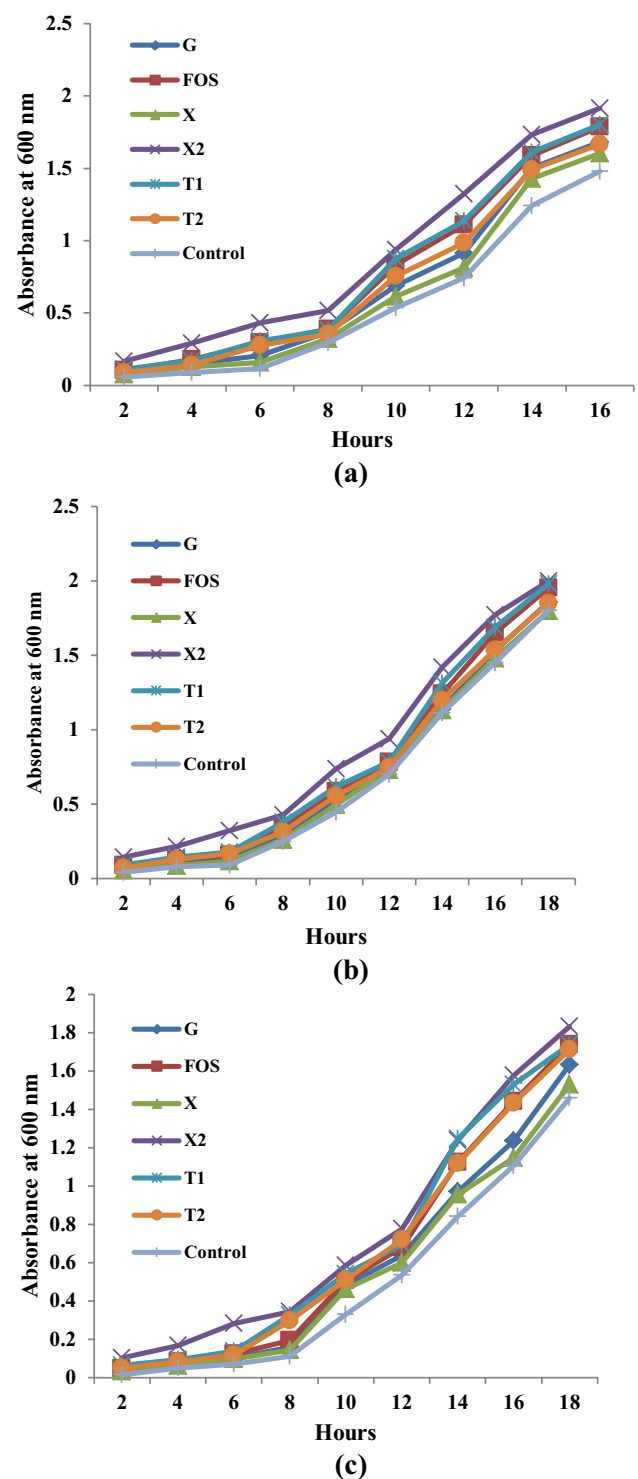 2.5
2
1.5
1
0.5
0
Absorbance at 600 nm
G
FOS
X
X2
T1
T2
Control
2 4 6 8 10 12 14 16
Hours
(a)
2.5
2
1.5
1
0.5
0
Absorbance at 600 nm
G
FOS
X
X2
T1
T2
Control
2 4 6 8 10 12 14 16 18
Hours
(b)
2
1.8
1.6
1.4
1.2
1
0.8
0.6
0.4
0.2
0
Absorbance at 600 nm
G
FOS
X
X2
T1
T2
Control
2 4 6 8 10 12 14 16 18
Hours
(c)